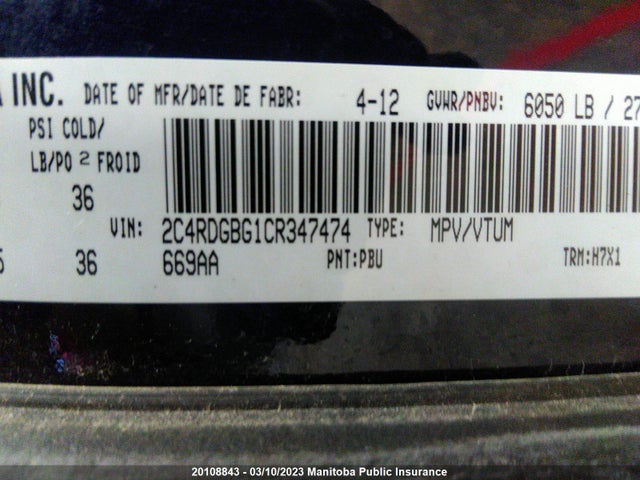 INC. DATE OF MFR/DATE DE FABR: 4-12 GVWR/PNBV: 6050 LB / 27
PSI COLD/
LB/PO 2 FROID
36
VIN: 2C4RDGBG1CR347474 TYPE: MPV/VTUM
36 669AA PNT:PBU TRM:H7X1
20108843 - 03/10/2023 Manitoba Public Insurance